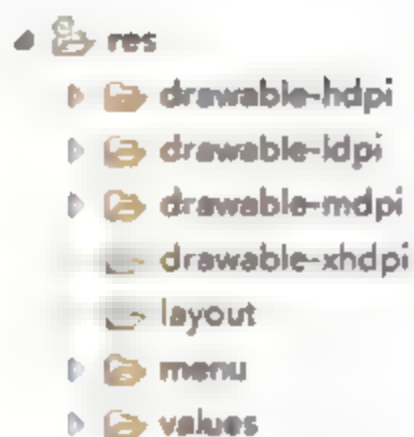 res
drawable-hdpi
drawable-ldpi
drawable-mdpi
drawable-xhdpi
layout
menu
values